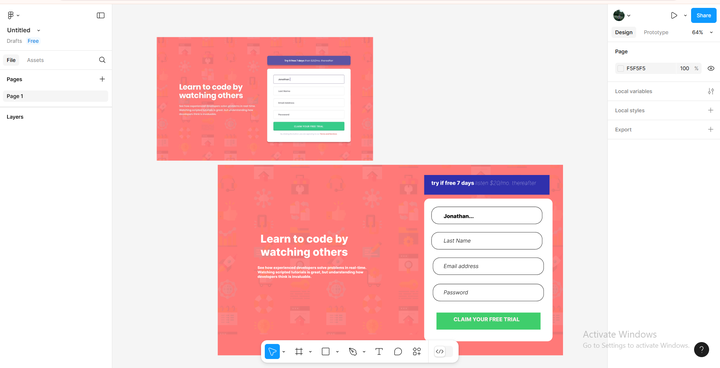 Untitled
Drafts Free
File Assets
Pages
Page 1
Layers
Learn to code by
watching others
CLAIM YOUR FREE TRIAL
try if free 7 days
Learn to code by
watching others
See how experienced developers solve problems in real time.
Watching scripted tutorials is great, but understanding how
developers think is invaluable.
Jonathan...
Last Name
Email address
Password
CLAIM YOUR FREE TRIAL
Share
Design Prototype 64%
Page
F5F5F5 100 %
Local variables
Local styles
Export
Activate Windows
Go to Settings to activate Windows.
?